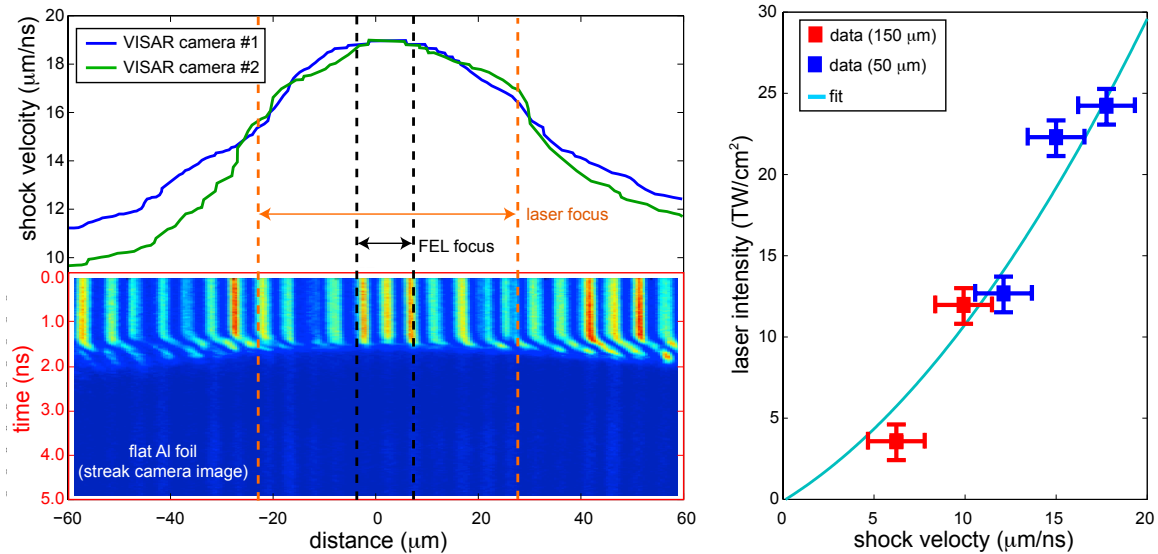 VISAR camera #1
VISAR camera #2
shock velcoity (μm/ns)
20
18
16
14
12
10
laser focus
FEL focus
0.0
1.0
2.0
3.0
4.0
5.0
time (ns)
flat Al foil
(streak camera image)
−60
−40
−20
0
20
40
60
distance (μm)
data (150 μm)
data (50 μm)
fit
laser intensity (TW/cm²)
30
25
20
15
10
5
0
0
5
10
15
20
shock velocty (μm/ns)